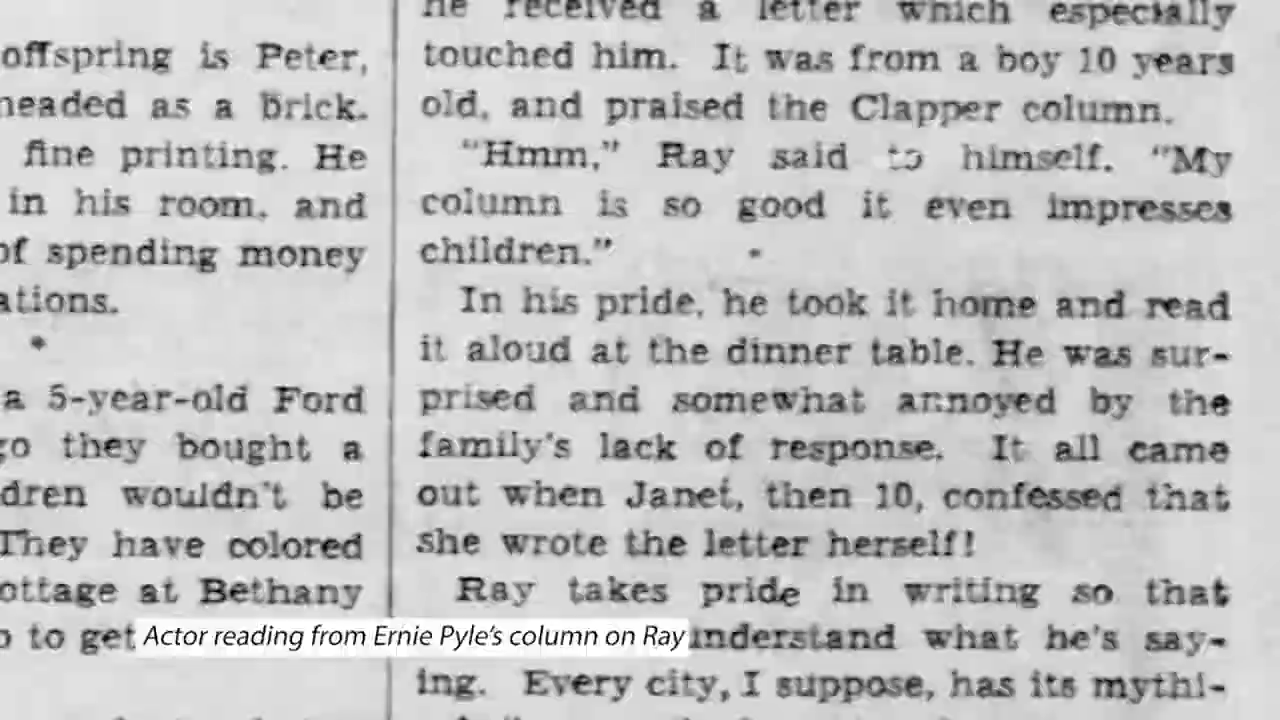 offspring is Peter,
headed as a brick.
fine printing. He
in his room. and
of spending money
ations.
*
a 5-year-old Ford
go they bought a
dren wouldn't be
They have colored
ottage at Bethany
o to get
he received a letter which especially
touched him. It was from a boy 10 years
old, and praised the Clapper column.
"Hmm," Ray said to himself. "My
column is so good it even impresses
children."
In his pride, he took it home and read
it aloud at the dinner table. He was sur-
prised and somewhat annoyed by the
family's lack of response. It all came
out when Janet, then 10, confessed that
she wrote the letter herself!
Ray takes pride in writing so that
understand what he's say-
ing. Every city, I suppose, has its mythi-
Actor reading from Ernie Pyle's column on Ray